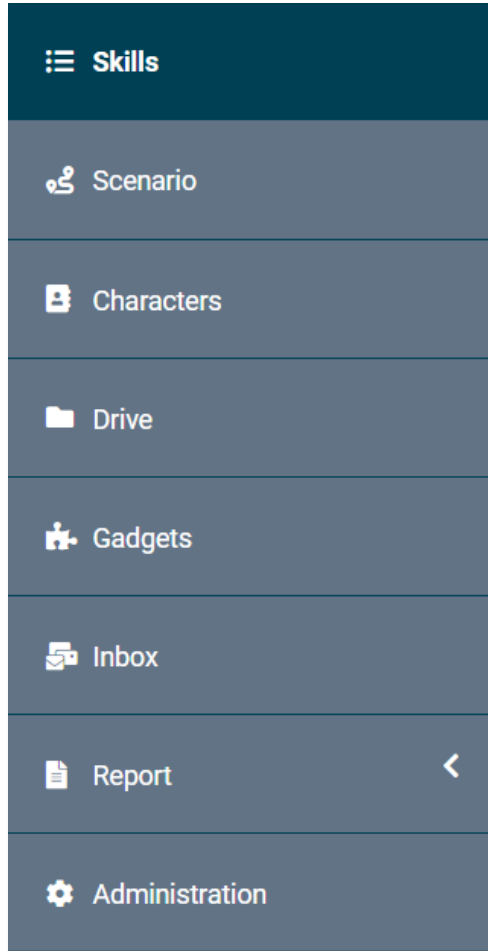 Skills
Scenario
Characters
Drive
Gadgets
Inbox
Report
Administration